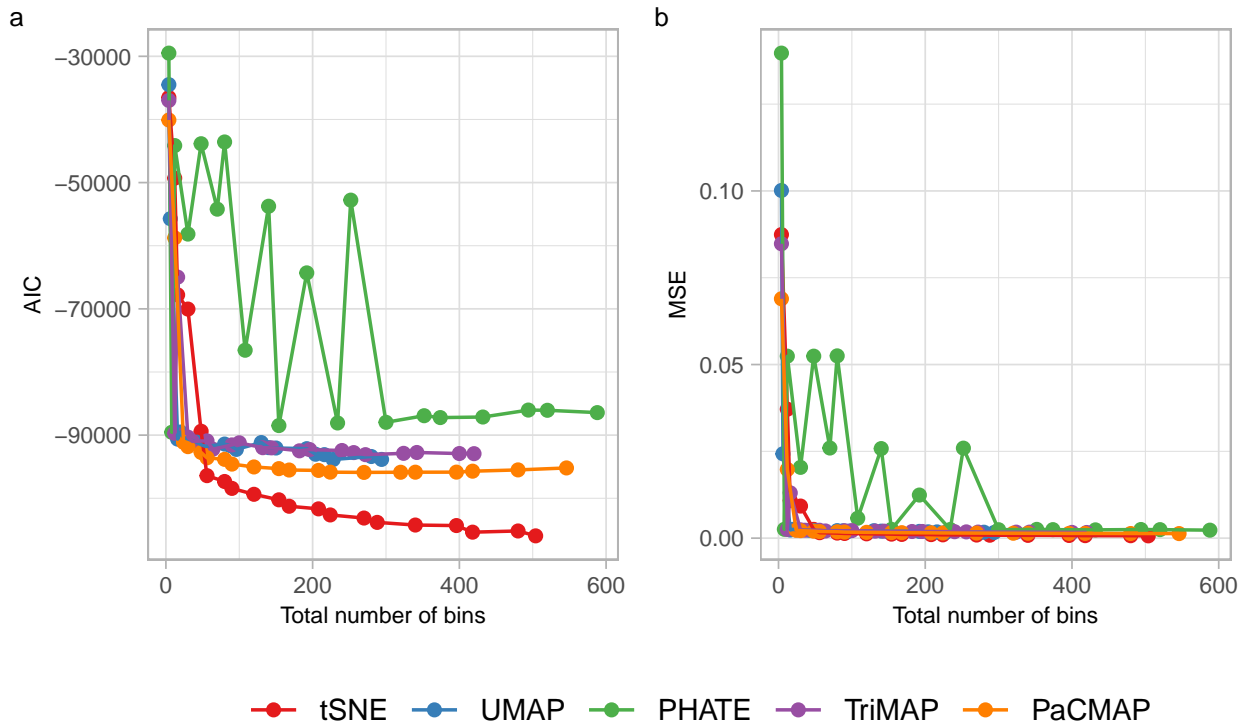 a
b
−30000
−50000
−70000
−90000
AIC
0
200
400
600
Total number of bins
0.10
0.05
0.00
MSE
0
200
400
600
Total number of bins
tSNE UMAP PHATE TriMAP PaCMAP